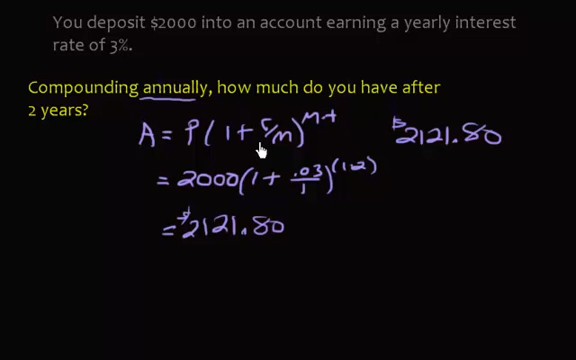 You deposit $2000 into an account earning a yearly interest
rate of 3%.
Compounding annually, how much do you have after
2 years?
A = P(1 + r/m)^mt
$2121.80
= 2000(1 + .03/1)^(1·2)
= $2121.80